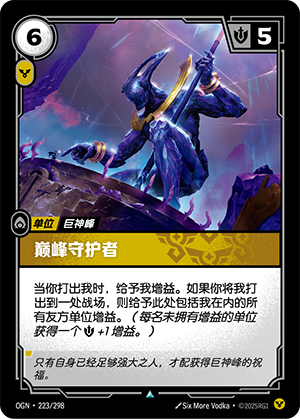 6
5
单位 巨神峰
巅峰守护者
当你打出我时，给予我增益。如果你将我打
出到一处战场，则给予此处包括我在内的所
有友方单位增益。（每名未拥有增益的单位
获得一个 +1 增益。）
只有自身已经足够强大之人，才配获得巨神峰的祝
福。
OGN • 223/298
Six More Vodka • ©2025RGI